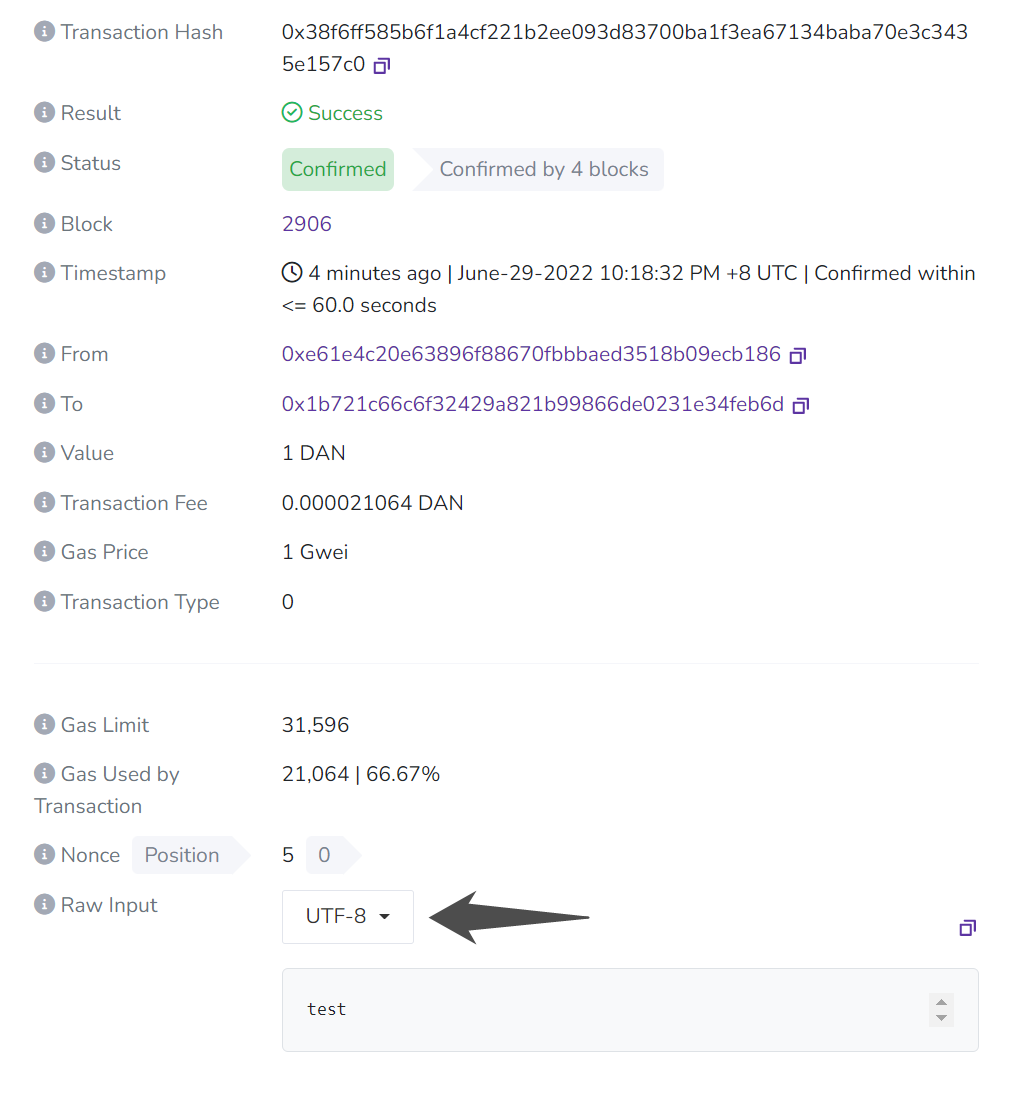 Transaction Hash
0x38f6ff585b6f1a4cf221b2ee093d83700ba1f3ea67134baba70e3c343
5e157c0
Result
Success
Status
Confirmed
Confirmed by 4 blocks
Block
2906
Timestamp
4 minutes ago | June-29-2022 10:18:32 PM +8 UTC | Confirmed within
<= 60.0 seconds
From
0xe61e4c20e63896f88670fbbbaed3518b09ecb186
To
0x1b721c66c6f32429a821b99866de0231e34feb6d
Value
1 DAN
Transaction Fee
0.000021064 DAN
Gas Price
1 Gwei
Transaction Type
0
Gas Limit
31,596
Gas Used by
Transaction
21,064 | 66.67%
Nonce
Position
5
0
Raw Input
UTF-8
test